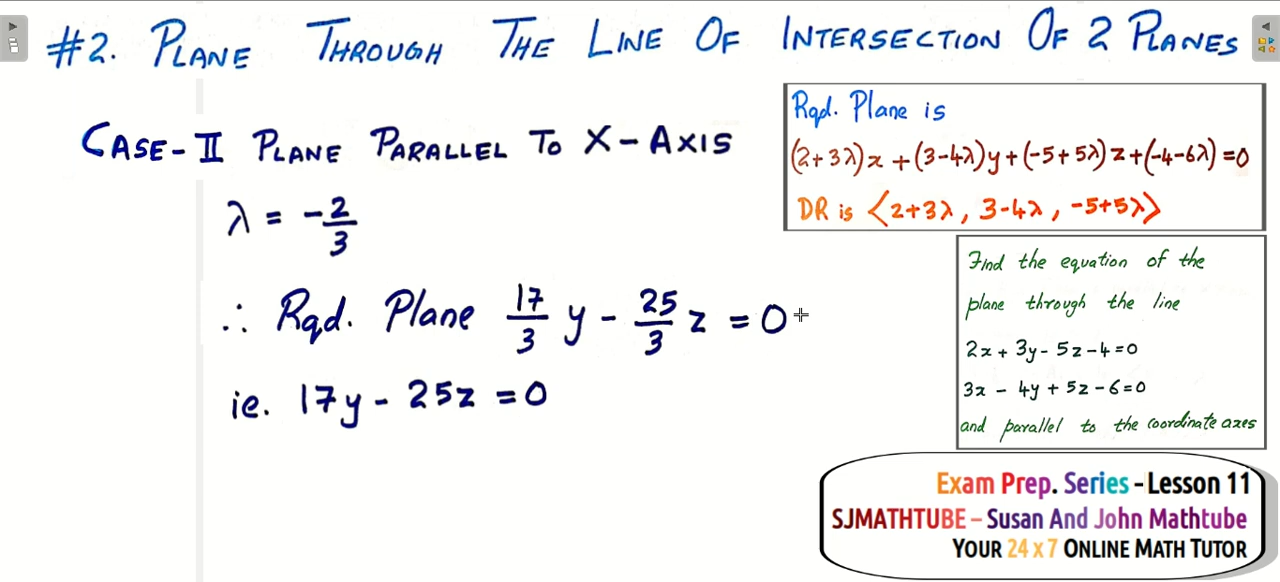 #2. PLANE THROUGH THE LINE OF INTERSECTION OF 2 PLANES
CASE-II PLANE PARALLEL TO X-AXIS
λ = -2/3
∴ Rqd. Plane 17/3 y - 25/3 z = 0
ie. 17y - 25z = 0
Rqd. Plane is
(2+3λ)x + (3-4λ)y + (-5+5λ)z + (-4-6λ) = 0
DR is ⟨2+3λ, 3-4λ, -5+5λ⟩
Find the equation of the
plane through the line
2x + 3y - 5z - 4 = 0
3x - 4y + 5z - 6 = 0
and parallel to the coordinate axes
Exam Prep. Series - Lesson 11
SJMATHTUBE – Susan And John Mathtube
YOUR 24 x 7 ONLINE MATH TUTOR